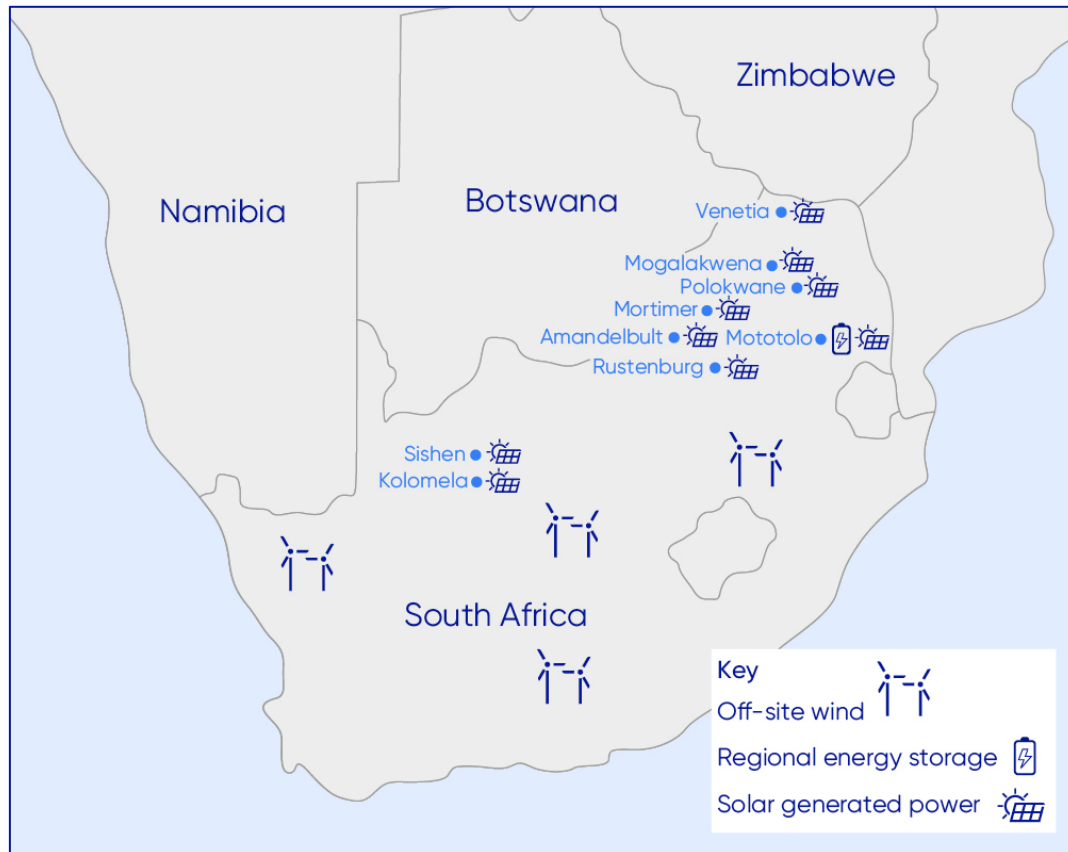 Zimbabwe
Namibia
Botswana
Venetia
Mogalakwena
Polokwane
Mortimer
Amandelbult
Mototolo
Rustenburg
Sishen
Kolomela
South Africa
Key
Off-site wind
Regional energy storage
Solar generated power